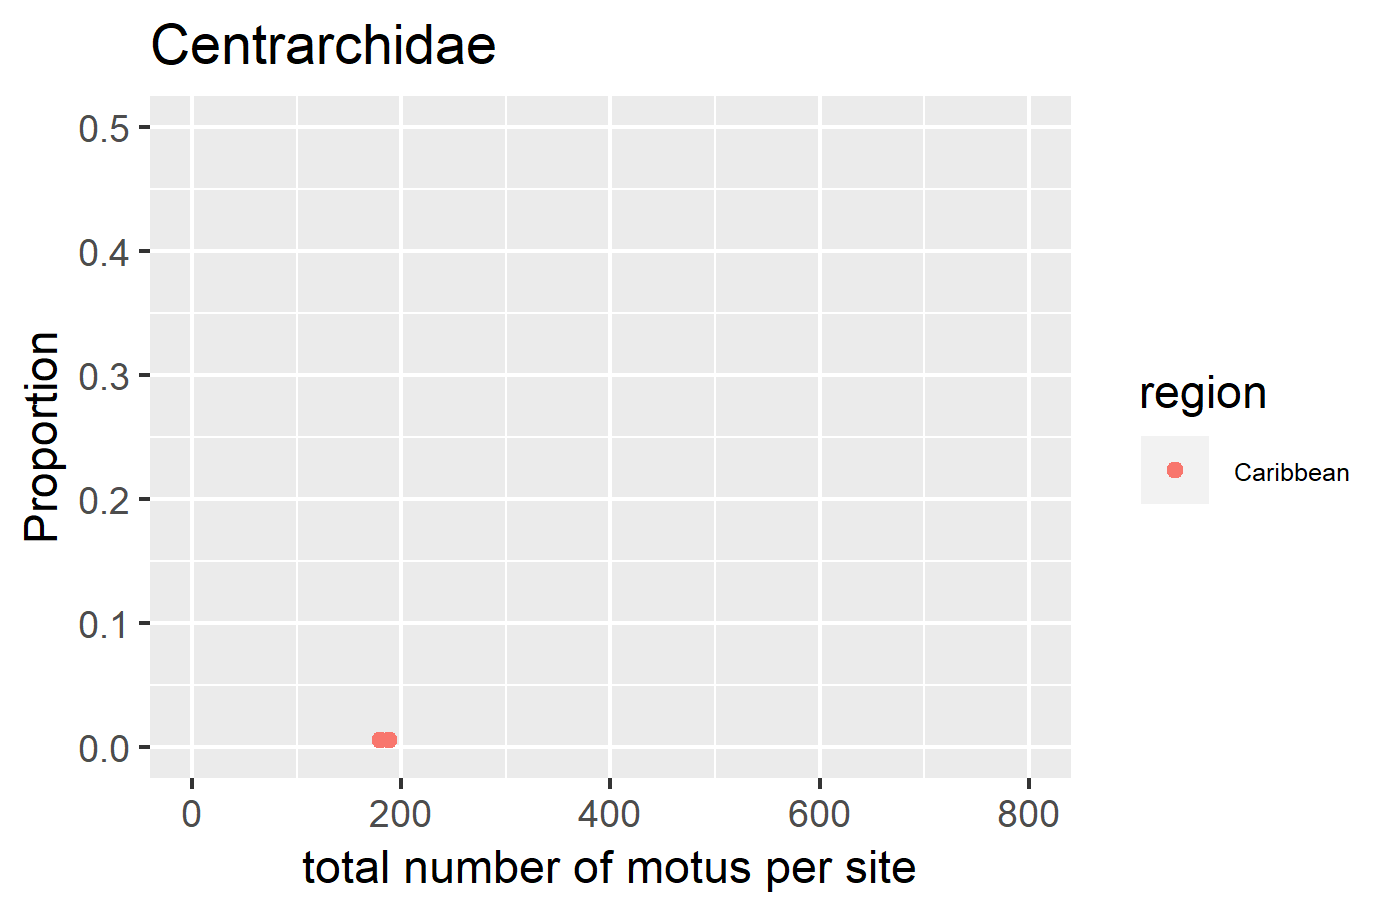 Centrarchidae
0.5
0.4
0.3
0.2
0.1
0.0
Proportion
0 200 400 600 800
total number of motus per site
region
Caribbean